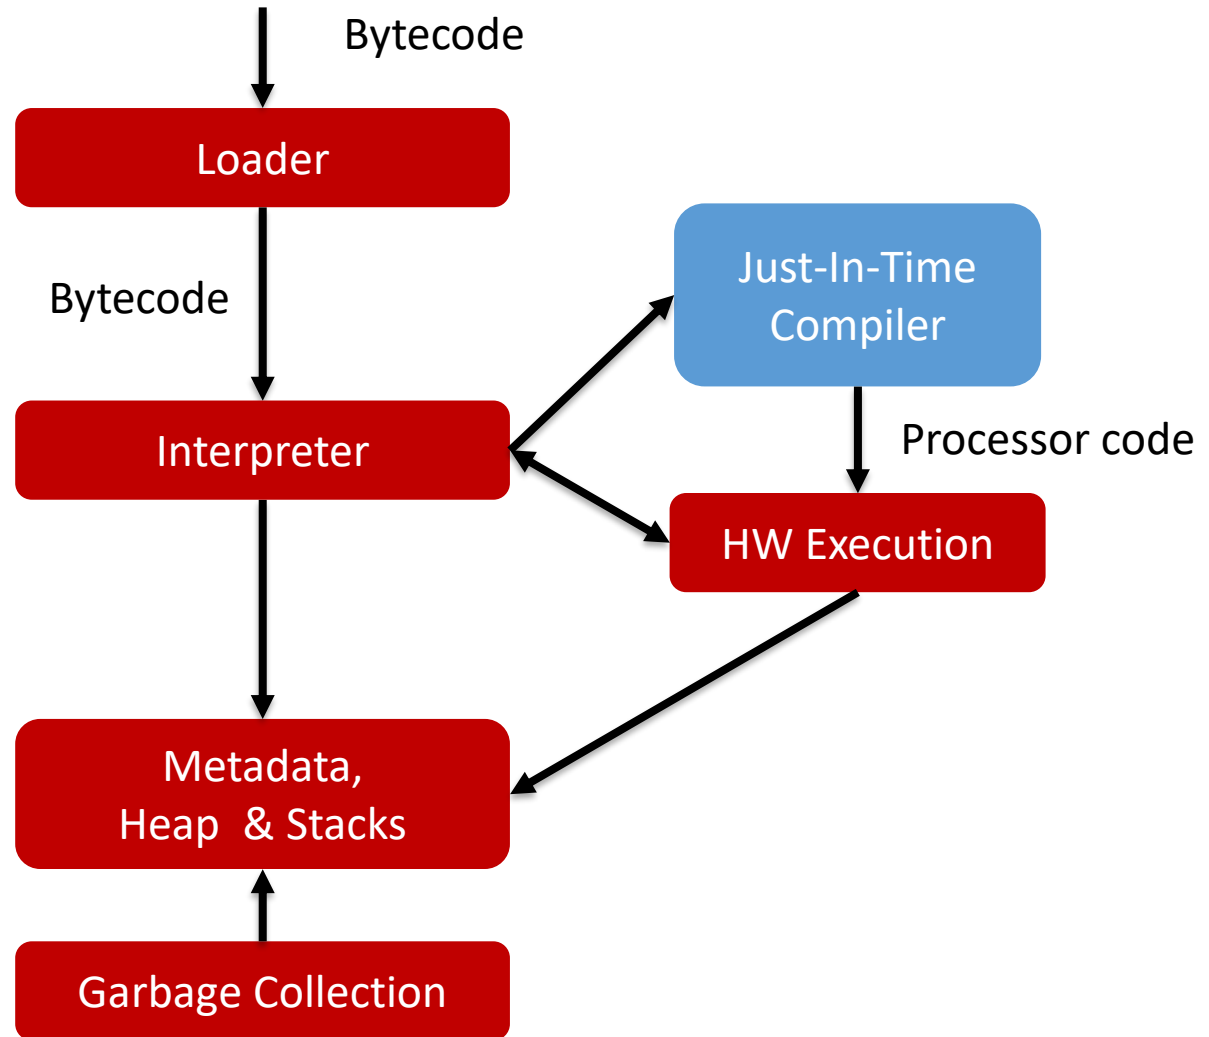 Bytecode
Loader
Bytecode
Just-In-Time
Compiler
Interpreter
Processor code
HW Execution
Metadata,
Heap & Stacks
Garbage Collection